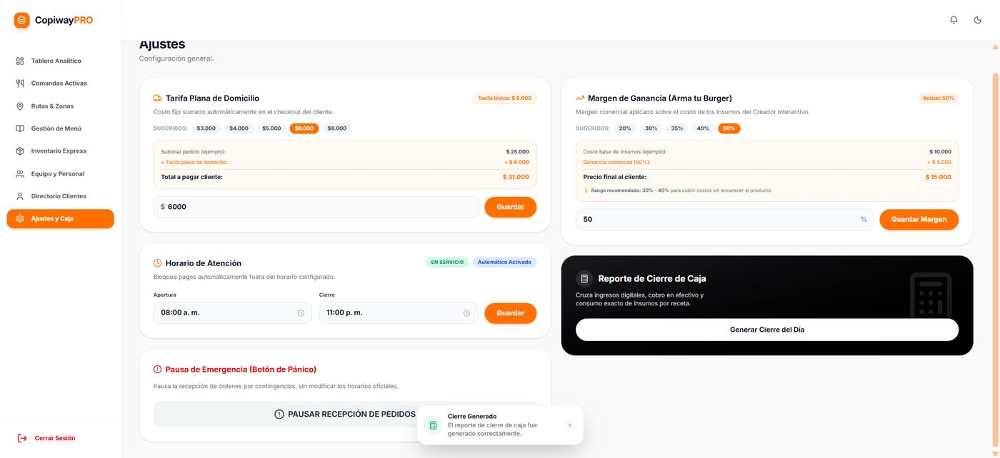 CopiwayPRO
Tablero Analítico
Comandas Activas
Rutas & Zonas
Gestión de Menú
Inventario Express
Equipo y Personal
Directorio Clientes
Ajustes y Caja
Cerrar Sesión
Ajustes
Configuración general.
Tarifa Plana de Domicilio
Tarifa Única: $ 6.000
Costo fijo sumado automáticamente en el checkout del cliente.
SUGERIDOS: $3.000 $4.000 $5.000 $6.000 $8.000
Subtotal pedido (ejemplo): $ 25.000
+ Tarifa plana de domicilio: + $ 6.000
Total a pagar cliente: $ 31.000
$ 6000
Guardar
Horario de Atención
EN SERVICIO
Automático Activado
Bloquea pagos automáticamente fuera del horario configurado.
Apertura
08:00 a. m.
Cierre
11:00 p. m.
Guardar
Pausa de Emergencia (Botón de Pánico)
Pausa la recepción de órdenes por contingencias, sin modificar los horarios oficiales.
PAUSAR RECEPCIÓN DE PEDIDOS
Margen de Ganancia (Arma tu Burger)
Actual: 50%
Margen comercial aplicado sobre el costo de los insumos del Creador Interactivo.
SUGERIDOS: 20% 30% 35% 40% 50%
Costo base de insumos (ejemplo): $ 10.000
Ganancia comercial (50%): + $ 5.000
Precio final al cliente: $ 15.000
💡 Rango recomendado: 30% - 40% para cubrir costos sin encarecer el producto.
50 %
Guardar Margen
Reporte de Cierre de Caja
Cruza ingresos digitales, cobro en efectivo y
consumo exacto de insumos por receta.
Generar Cierre del Día
Cierre Generado
El reporte de cierre de caja fue
generado correctamente.